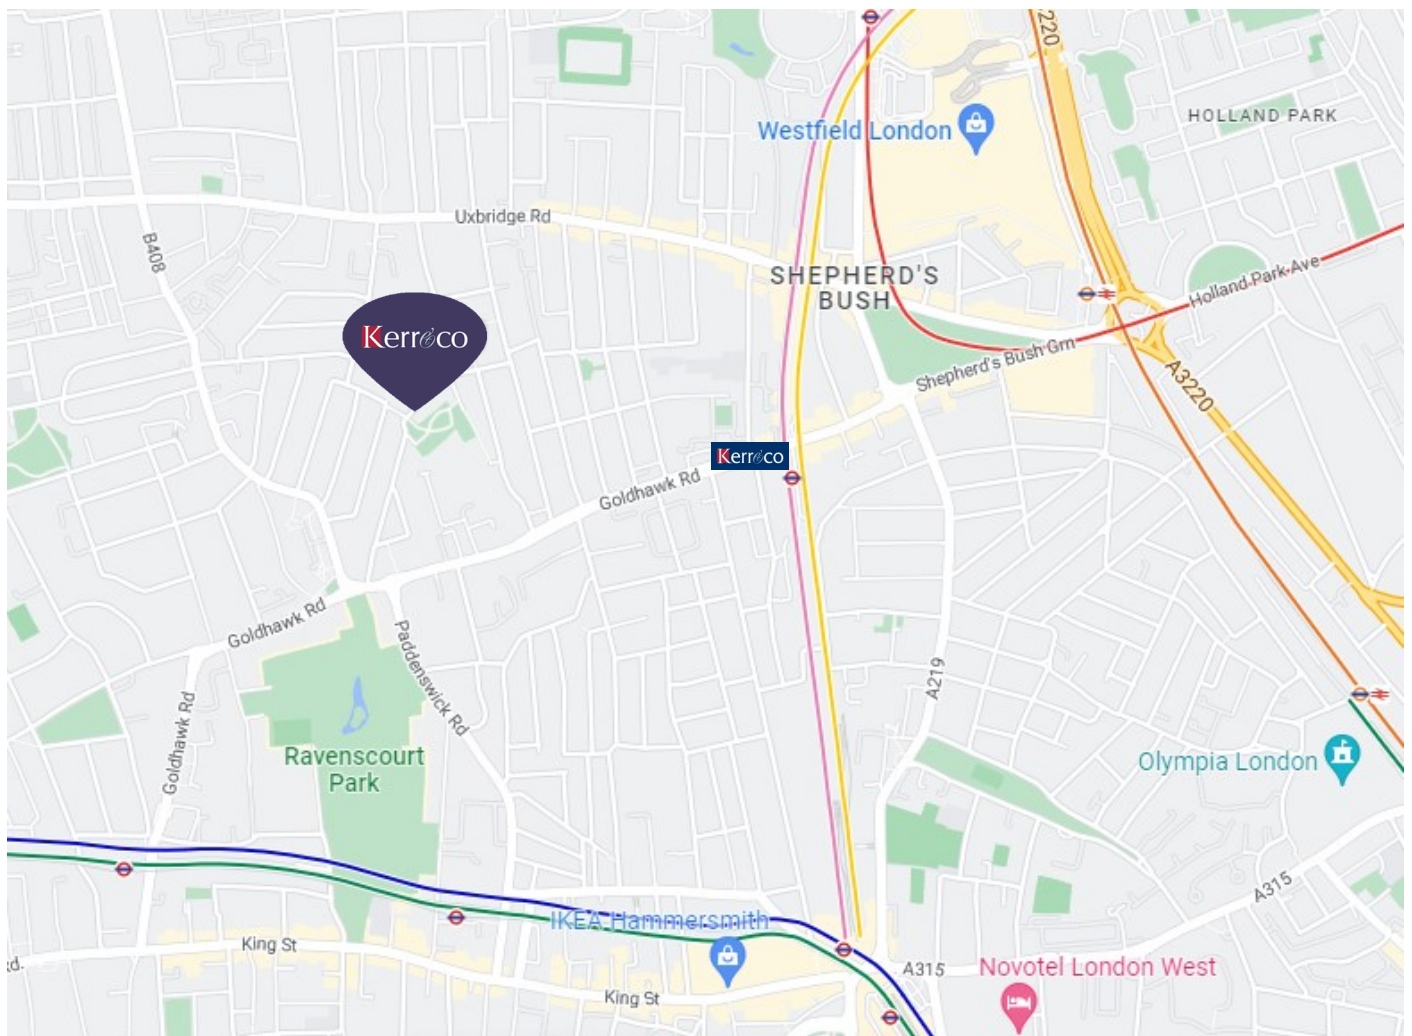 A3220
Westfield London
HOLLAND PARK
Uxbridge Rd
B408
SHEPHERD'S
BUSH
Holland Park Ave
Kerr&co
Shepherd's Bush Grn
A3220
Kerr&co
Goldhawk Rd
Goldhawk Rd
Paddenswick Rd
A219
Goldhawk Rd
Ravenscourt
Park
Olympia London
A315
IKEA Hammersmith
King St
Rd.
A315
Novotel London West
King St